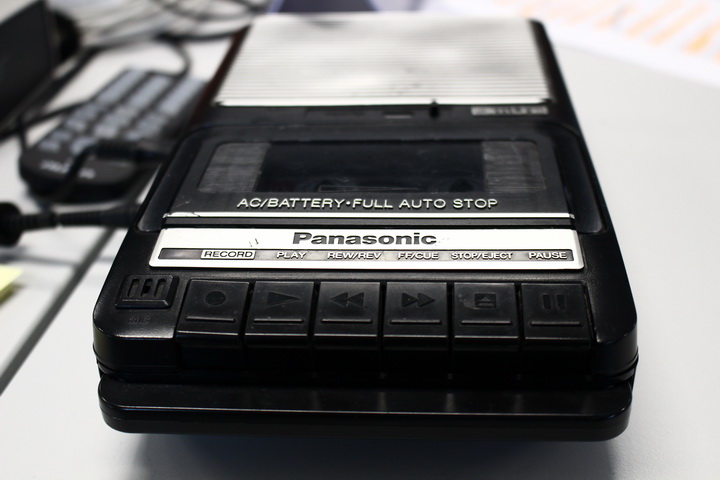 AC/BATTERY•FULL AUTO STOP
Panasonic
RECORD PLAY REW/REV FF/CUE STOP/EJECT PAUSE